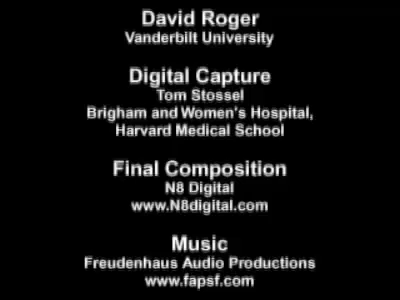 David Roger
Vanderbilt University
Digital Capture
Tom Stossel
Brigham and Women's Hospital,
Harvard Medical School
Final Composition
N8 Digital
www.N8digital.com
Music
Freudenhaus Audio Productions
www.fapsf.com